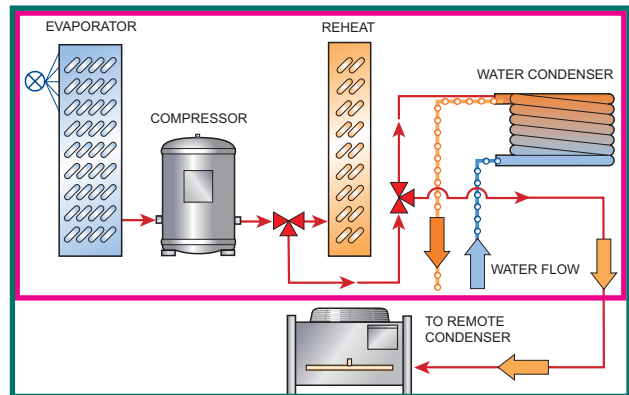 EVAPORATOR
REHEAT
WATER CONDENSER
COMPRESSOR
WATER FLOW
TO REMOTE
CONDENSER